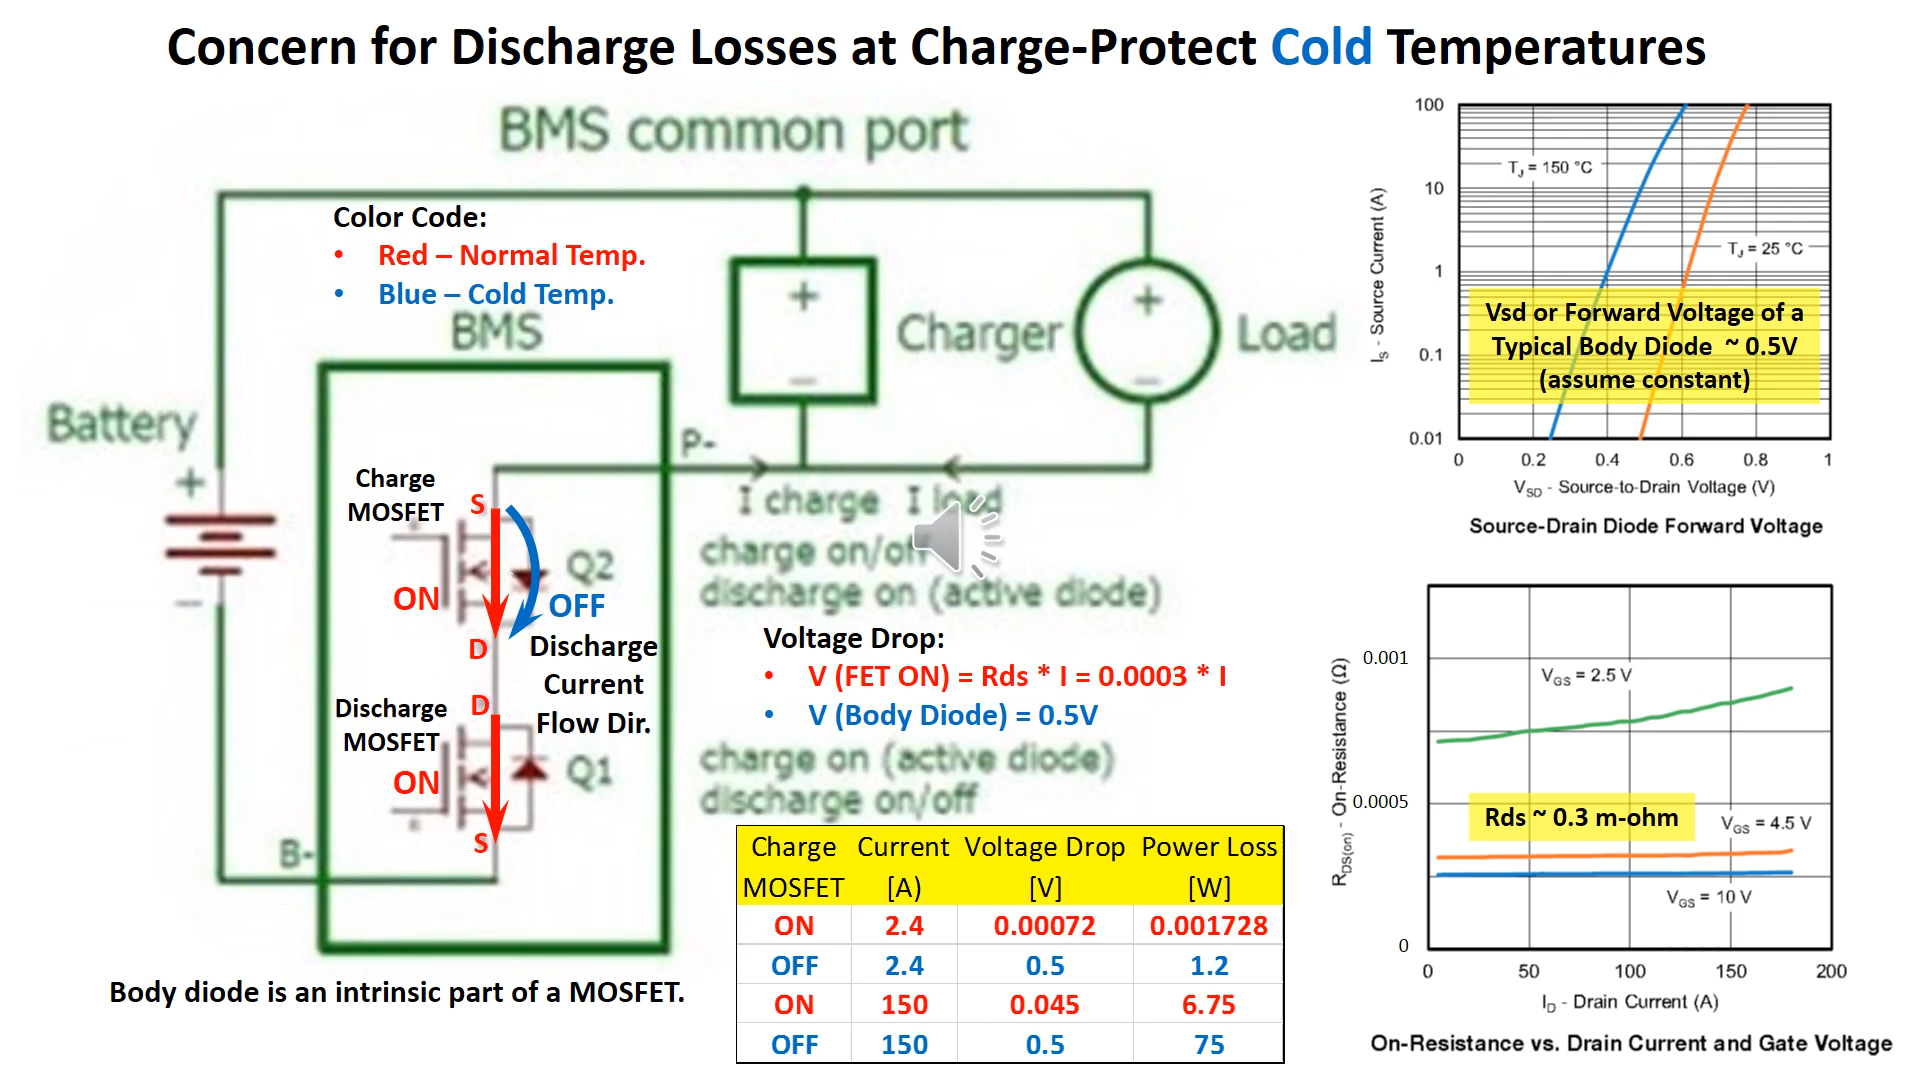 Concern for Discharge Losses at Charge-Protect Cold Temperatures
BMS common port
Color Code:
• Red – Normal Temp.
• Blue – Cold Temp.
BMS
Battery
+
–
Charger
+
–
Load
+
–
P-
I charge I load
Charge
MOSFET
S
ON
Q2
OFF
D
charge on/off
discharge on (active diode)
Discharge
Current
Flow Dir.
Voltage Drop:
• V (FET ON) = Rds * I = 0.0003 * I
• V (Body Diode) = 0.5V
Discharge
MOSFET
D
ON
Q1
S
charge on (active diode)
discharge on/off
B-
Body diode is an intrinsic part of a MOSFET.
Charge MOSFET Current [A) Voltage Drop [V] Power Loss [W]
ON 2.4 0.00072 0.001728
OFF 2.4 0.5 1.2
ON 150 0.045 6.75
OFF 150 0.5 75
100
10
1
0.1
0.01
IS - Source Current (A)
TJ = 150 °C
TJ = 25 °C
Vsd or Forward Voltage of a
Typical Body Diode ~ 0.5V
(assume constant)
0 0.2 0.4 0.6 0.8 1
VSD - Source-to-Drain Voltage (V)
Source-Drain Diode Forward Voltage
0.001
0.0005
0
RDS(on) - On-Resistance (Ω)
VGS = 2.5 V
Rds ~ 0.3 m-ohm
VGS = 4.5 V
VGS = 10 V
0 50 100 150 200
ID - Drain Current (A)
On-Resistance vs. Drain Current and Gate Voltage